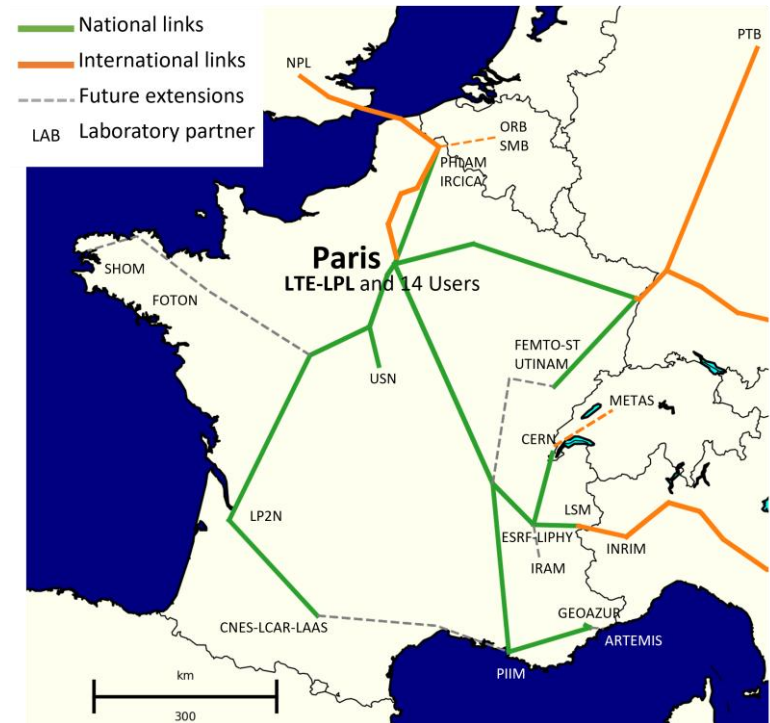 National links
International links
Future extensions
LAB Laboratory partner
NPL
PTB
ORB
SMB
PHLAM
IRCICA
Paris
LTE-LPL and 14 Users
SHOM
FOTON
USN
FEMTO-ST
UTINAM
METAS
CERN
LP2N
LSM
ESRF-LIPHY
INRIM
IRAM
GEOAZUR
CNES-LCAR-LAAS
ARTEMIS
PIIM
km
300